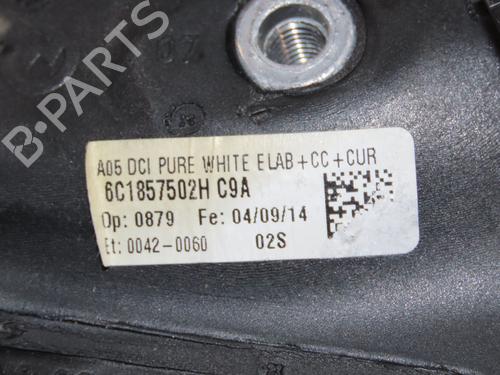 B-PARTS
07
A05 DCI PURE WHITE ELAB+CC+CUR
6C1857502H C9A
Op: 0879 Fe: 04/09/14
Et: 0042-0060 02S